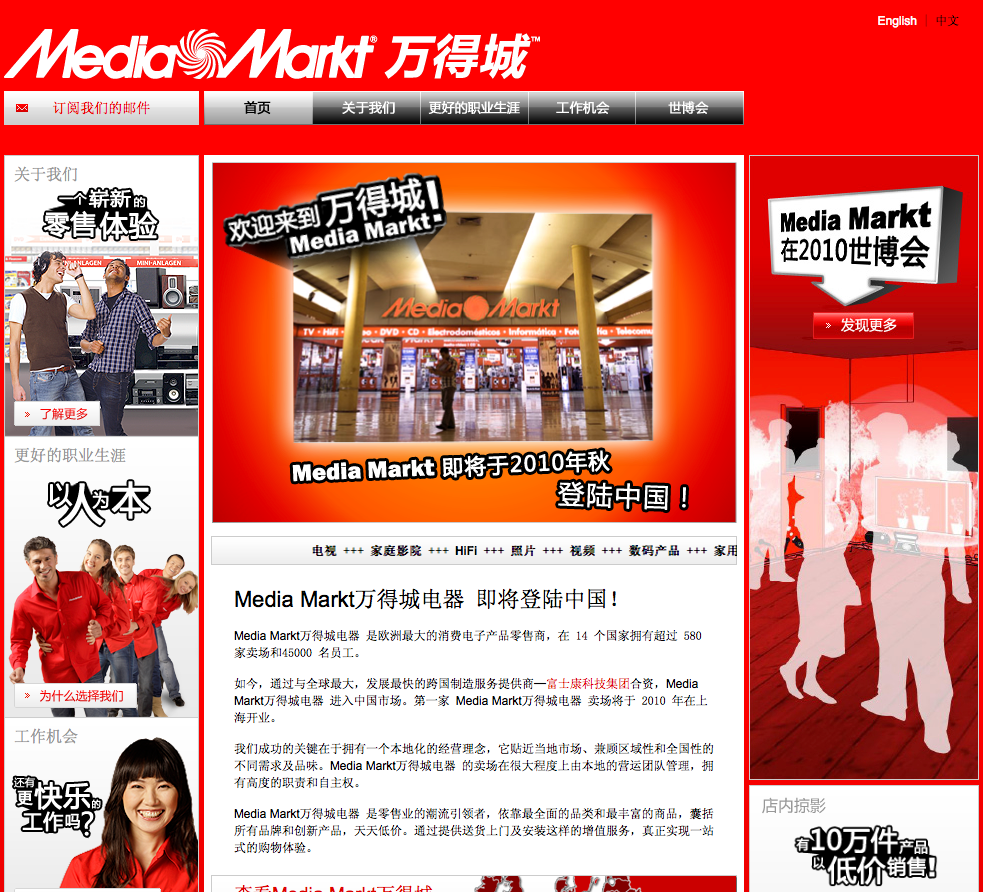 English | 中文
Media Markt® 万得城™
订阅我们的邮件
首页 关于我们 更好的职业生涯 工作机会 世博会
关于我们
一个崭新的
零售体验
MINI-ANLAGEN
了解更多
更好的职业生涯
以人为本
为什么选择我们
工作机会
还有
更快乐的
工作吗?
欢迎来到万得城!
Media Markt
Media Markt
TV · HiFi · DVD · CD · Electrodomésticos · Informática ·
Media Markt 即将于2010年秋
登陆中国！
电视 +++ 家庭影院 +++ HiFi +++ 照片 +++ 视频 +++ 数码产品 +++ 家用
Media Markt万得城电器 即将登陆中国！
Media Markt万得城电器 是欧洲最大的消费电子产品零售商，在 14 个国家拥有超过 580
家卖场和45000 名员工。
如今，通过与全球最大，发展最快的跨国制造服务提供商—富士康科技集团合资，Media
Markt万得城电器 进入中国市场。第一家 Media Markt万得城电器 卖场将于 2010 年在上
海开业。
我们成功的关键在于拥有一个本地化的经营理念，它贴近当地市场、兼顾区域性和全国性的
不同需求及品味。Media Markt万得城电器 的卖场在很大程度上由本地的营运团队管理，拥
有高度的职责和自主权。
Media Markt万得城电器 是零售业的潮流引领者，依靠最全面的品类和最丰富的商品，囊括
所有品牌和创新产品，天天低价。通过提供送货上门及安装这样的增值服务，真正实现一站
式的购物体验。
查看Media Markt万得城
Media Markt
在2010世博会
发现更多
店内掠影
有10万件产品
以低价销售!